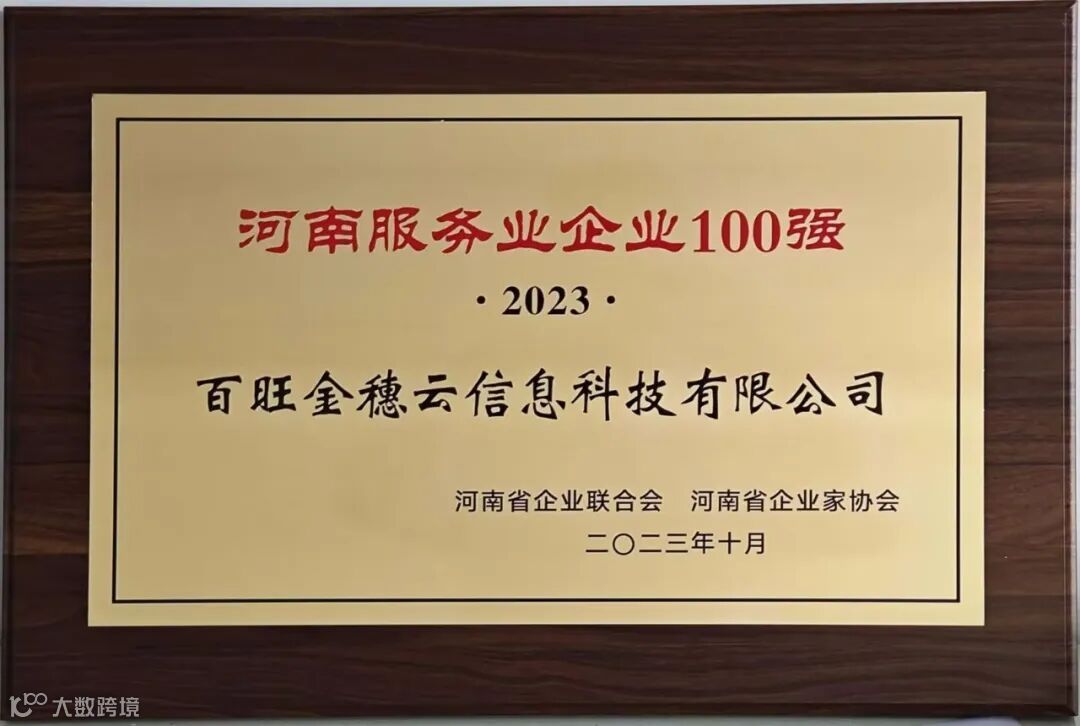 河南服务业企业100强
·2023·
百旺金穗云信息科技有限公司
河南省企业联合会 河南省企业家协会
二〇二三年十月
大数跨境